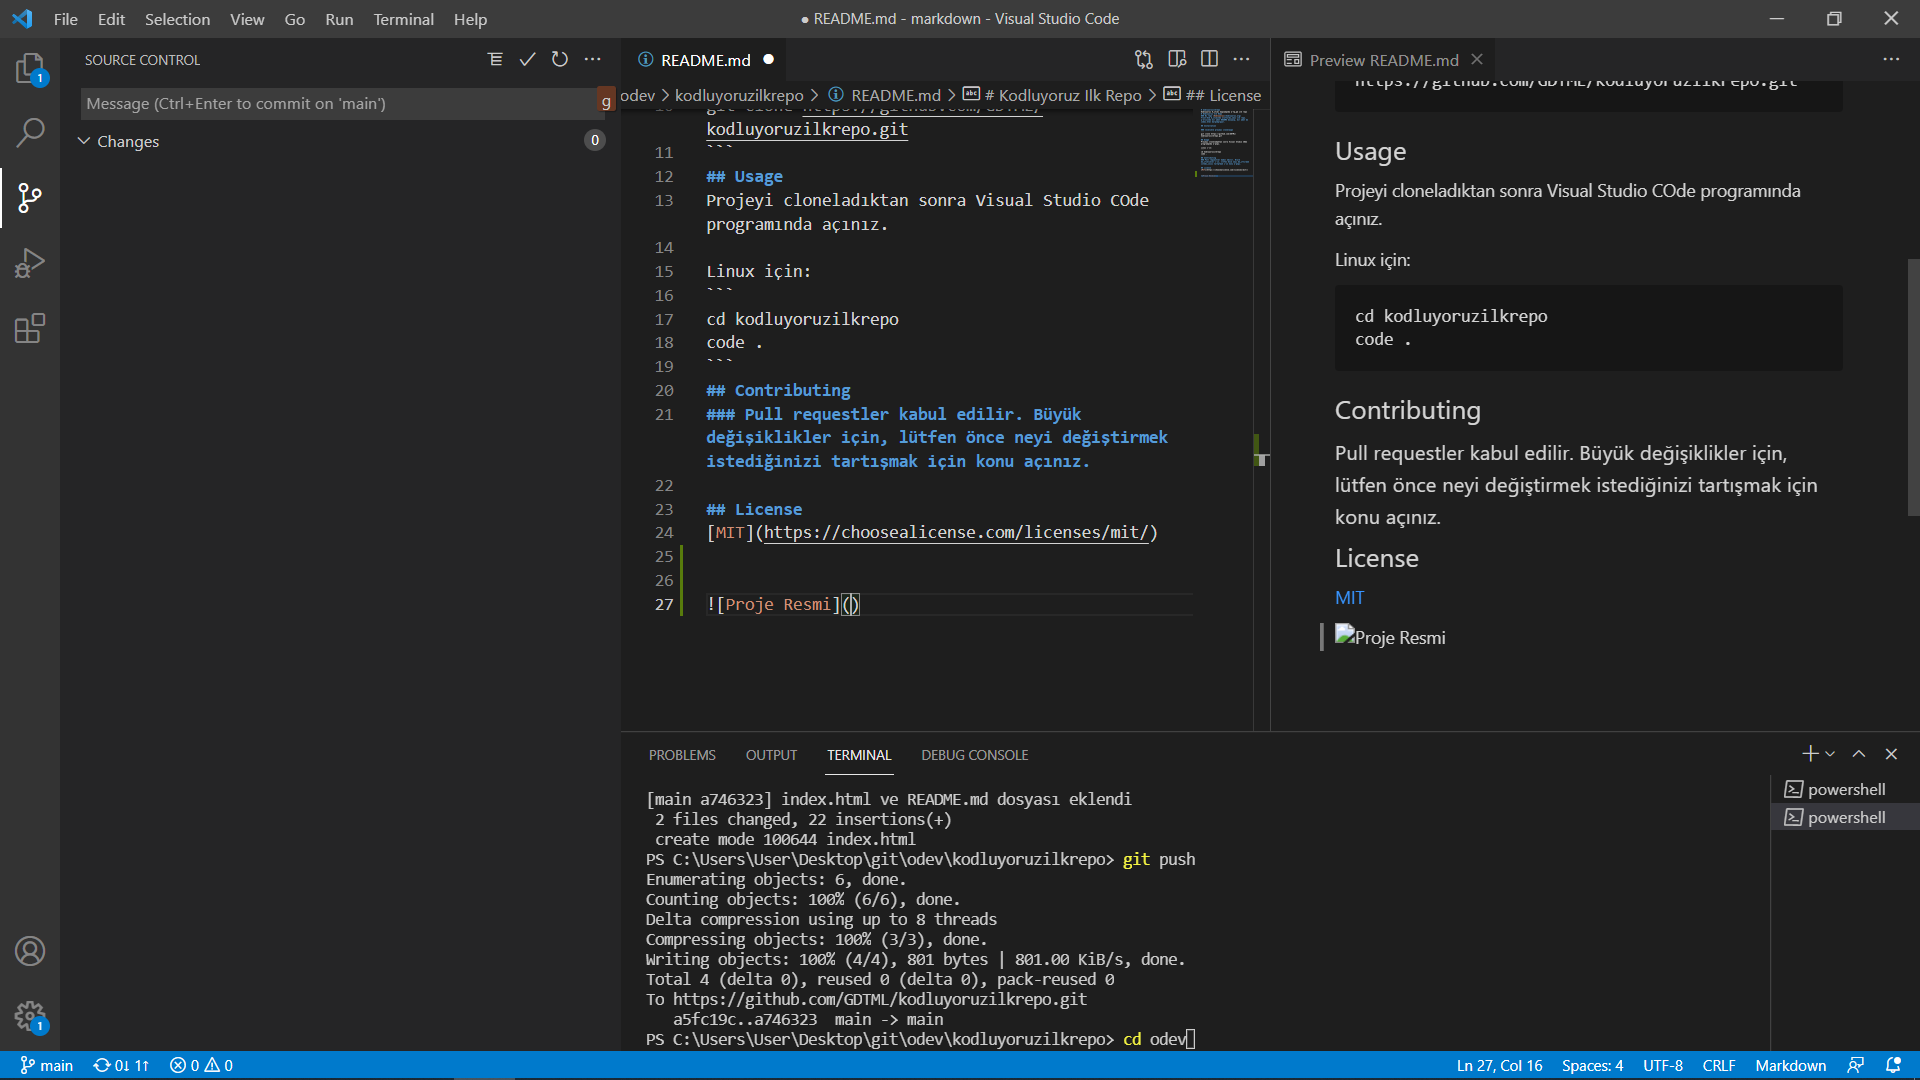 File Edit Selection View Go Run Terminal Help
● README.md - markdown - Visual Studio Code
SOURCE CONTROL
Message (Ctrl+Enter to commit on 'main')
g
Changes
0
1
README.md
odev > kodluyoruzilkrepo > README.md > # Kodluyoruz Ilk Repo > ## License
kodluyoruzilkrepo.git
11 ```
12 ## Usage
13 Projeyi cloneladıktan sonra Visual Studio COde
programında açınız.
14
15 Linux için:
16 ```
17 cd kodluyoruzilkrepo
18 code .
19 ```
20 ## Contributing
21 ### Pull requestler kabul edilir. Büyük
değişiklikler için, lütfen önce neyi değiştirmek
istediğinizi tartışmak için konu açınız.
22
23 ## License
24 [MIT](https://choosealicense.com/licenses/mit/)
25
26
27 ![Proje Resmi]()
Preview README.md
https://github.com/GDTML/kodluyoruzilkrepo.git
Usage
Projeyi cloneladıktan sonra Visual Studio COde programında
açınız.
Linux için:
cd kodluyoruzilkrepo
code .
Contributing
Pull requestler kabul edilir. Büyük değişiklikler için,
lütfen önce neyi değiştirmek istediğinizi tartışmak için
konu açınız.
License
MIT
Proje Resmi
PROBLEMS OUTPUT TERMINAL DEBUG CONSOLE
[main a746323] index.html ve README.md dosyası eklendi
2 files changed, 22 insertions(+)
create mode 100644 index.html
PS C:\Users\User\Desktop\git\odev\kodluyoruzilkrepo> git push
Enumerating objects: 6, done.
Counting objects: 100% (6/6), done.
Delta compression using up to 8 threads
Compressing objects: 100% (3/3), done.
Writing objects: 100% (4/4), 801 bytes | 801.00 KiB/s, done.
Total 4 (delta 0), reused 0 (delta 0), pack-reused 0
To https://github.com/GDTML/kodluyoruzilkrepo.git
a5fc19c..a746323 main -> main
PS C:\Users\User\Desktop\git\odev\kodluyoruzilkrepo> cd odev
powershell
powershell
1
main 0↓ 1↑ 0 0
Ln 27, Col 16 Spaces: 4 UTF-8 CRLF Markdown